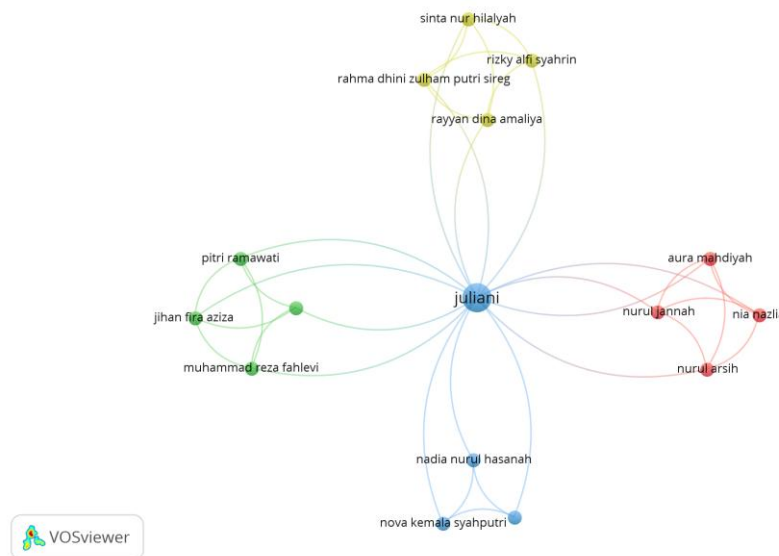 sinta nur hilalyah
rizky alfi syahrin
rahma dhini zulham putri sireg
rayyan dina amaliya
pitri ramawati
aura mahdiyah
juliani
nurul jannah
nia nazli
jihan fira aziza
muhammad reza fahlevi
nurul arsih
nadia nurul hasanah
nova kemala syahputri
VOSviewer